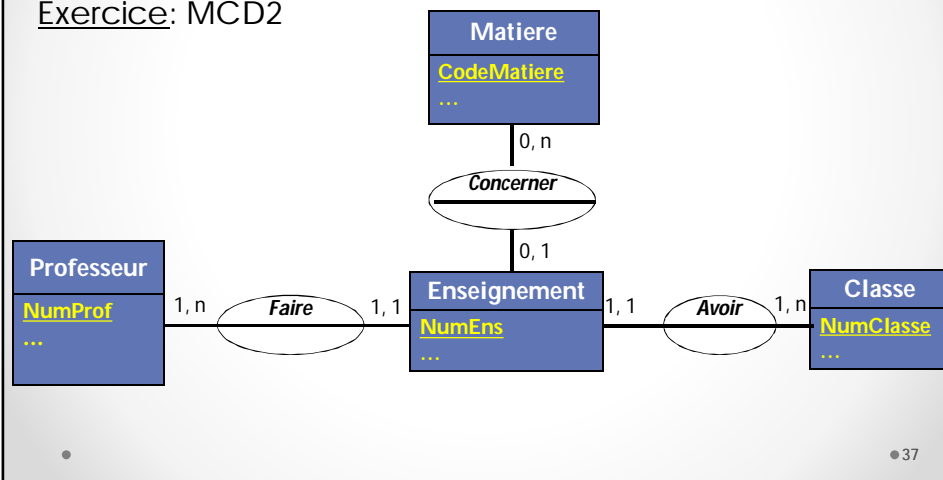 Exercice: MCD2
Matiere
CodeMatiere
...
0, n
Concerner
0, 1
Professeur
NumProf
...
1, n
Faire
1, 1
Enseignement
NumEns
...
1, 1
Avoir
1, n
Classe
NumClasse
...
37